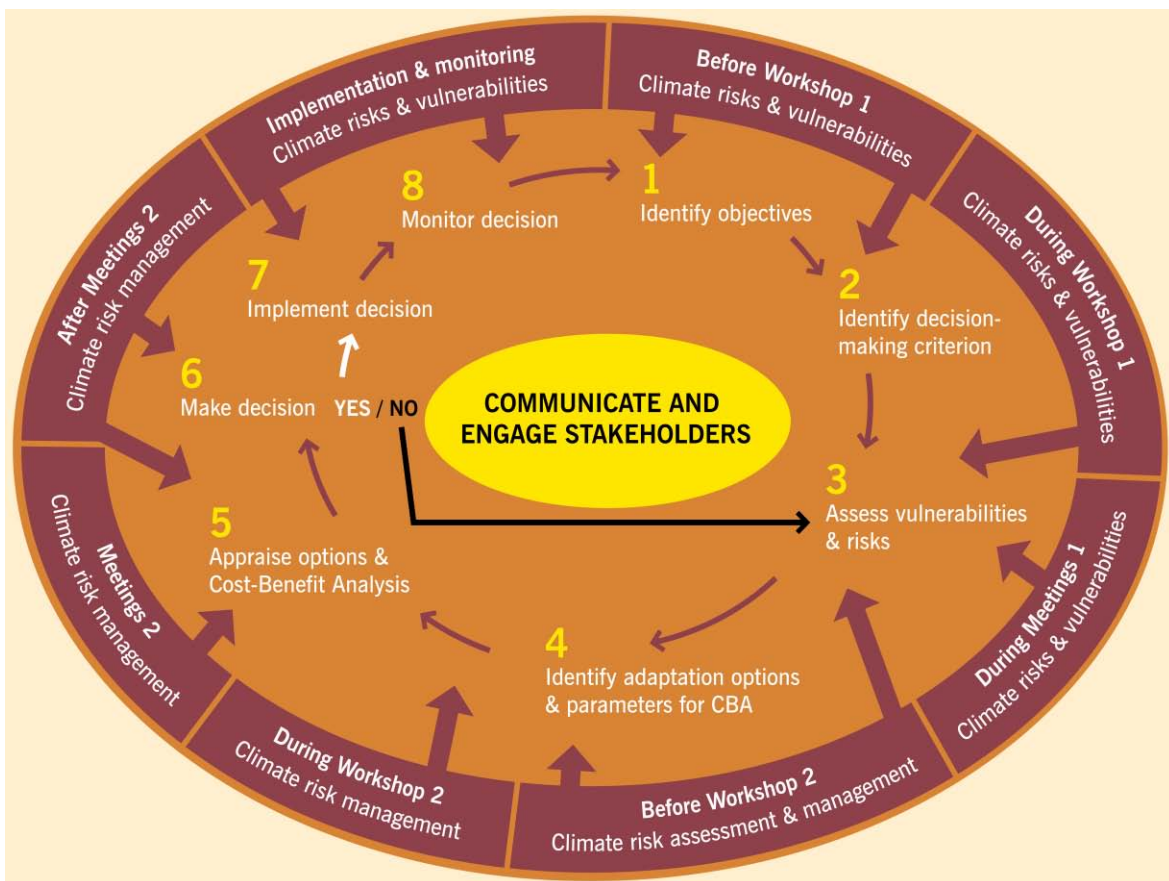 Implementation & monitoring
Climate risks & vulnerabilities
Before Workshop 1
Climate risks & vulnerabilities
During Workshop 1
Climate risks & vulnerabilities
During Meetings 1
Climate risks & vulnerabilities
Before Workshop 2
Climate risk assessment & management
During Workshop 2
Climate risk management
Meetings 2
Climate risk management
After Meetings 2
Climate risk management
1
Identify objectives
2
Identify decision-
making criterion
3
Assess vulnerabilities
& risks
4
Identify adaptation options
& parameters for CBA
5
Appraise options &
Cost-Benefit Analysis
6
Make decision YES / NO
7
Implement decision
8
Monitor decision
COMMUNICATE AND
ENGAGE STAKEHOLDERS